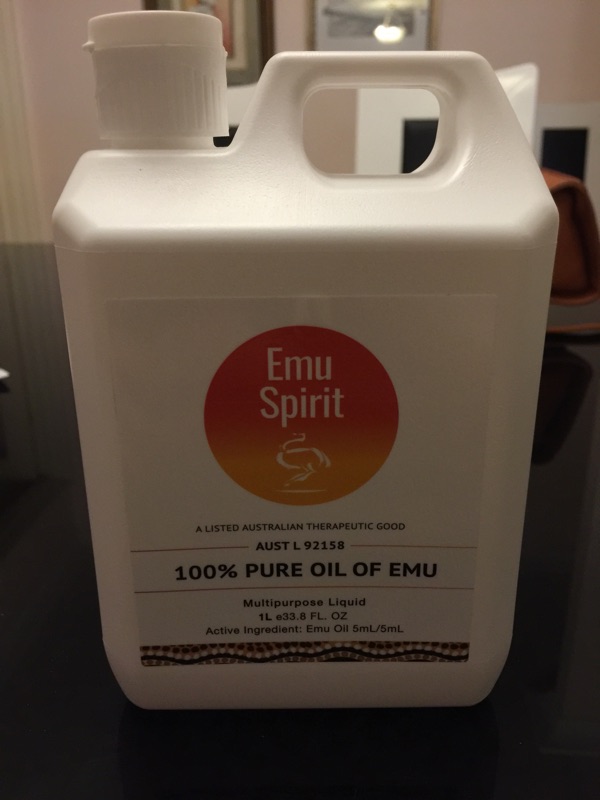 Emu
Spirit
A LISTED AUSTRALIAN THERAPEUTIC GOOD
AUST L 92158
100% PURE OIL OF EMU
Multipurpose Liquid
1L e33.8 FL. OZ
Active Ingredient: Emu Oil 5mL/5mL